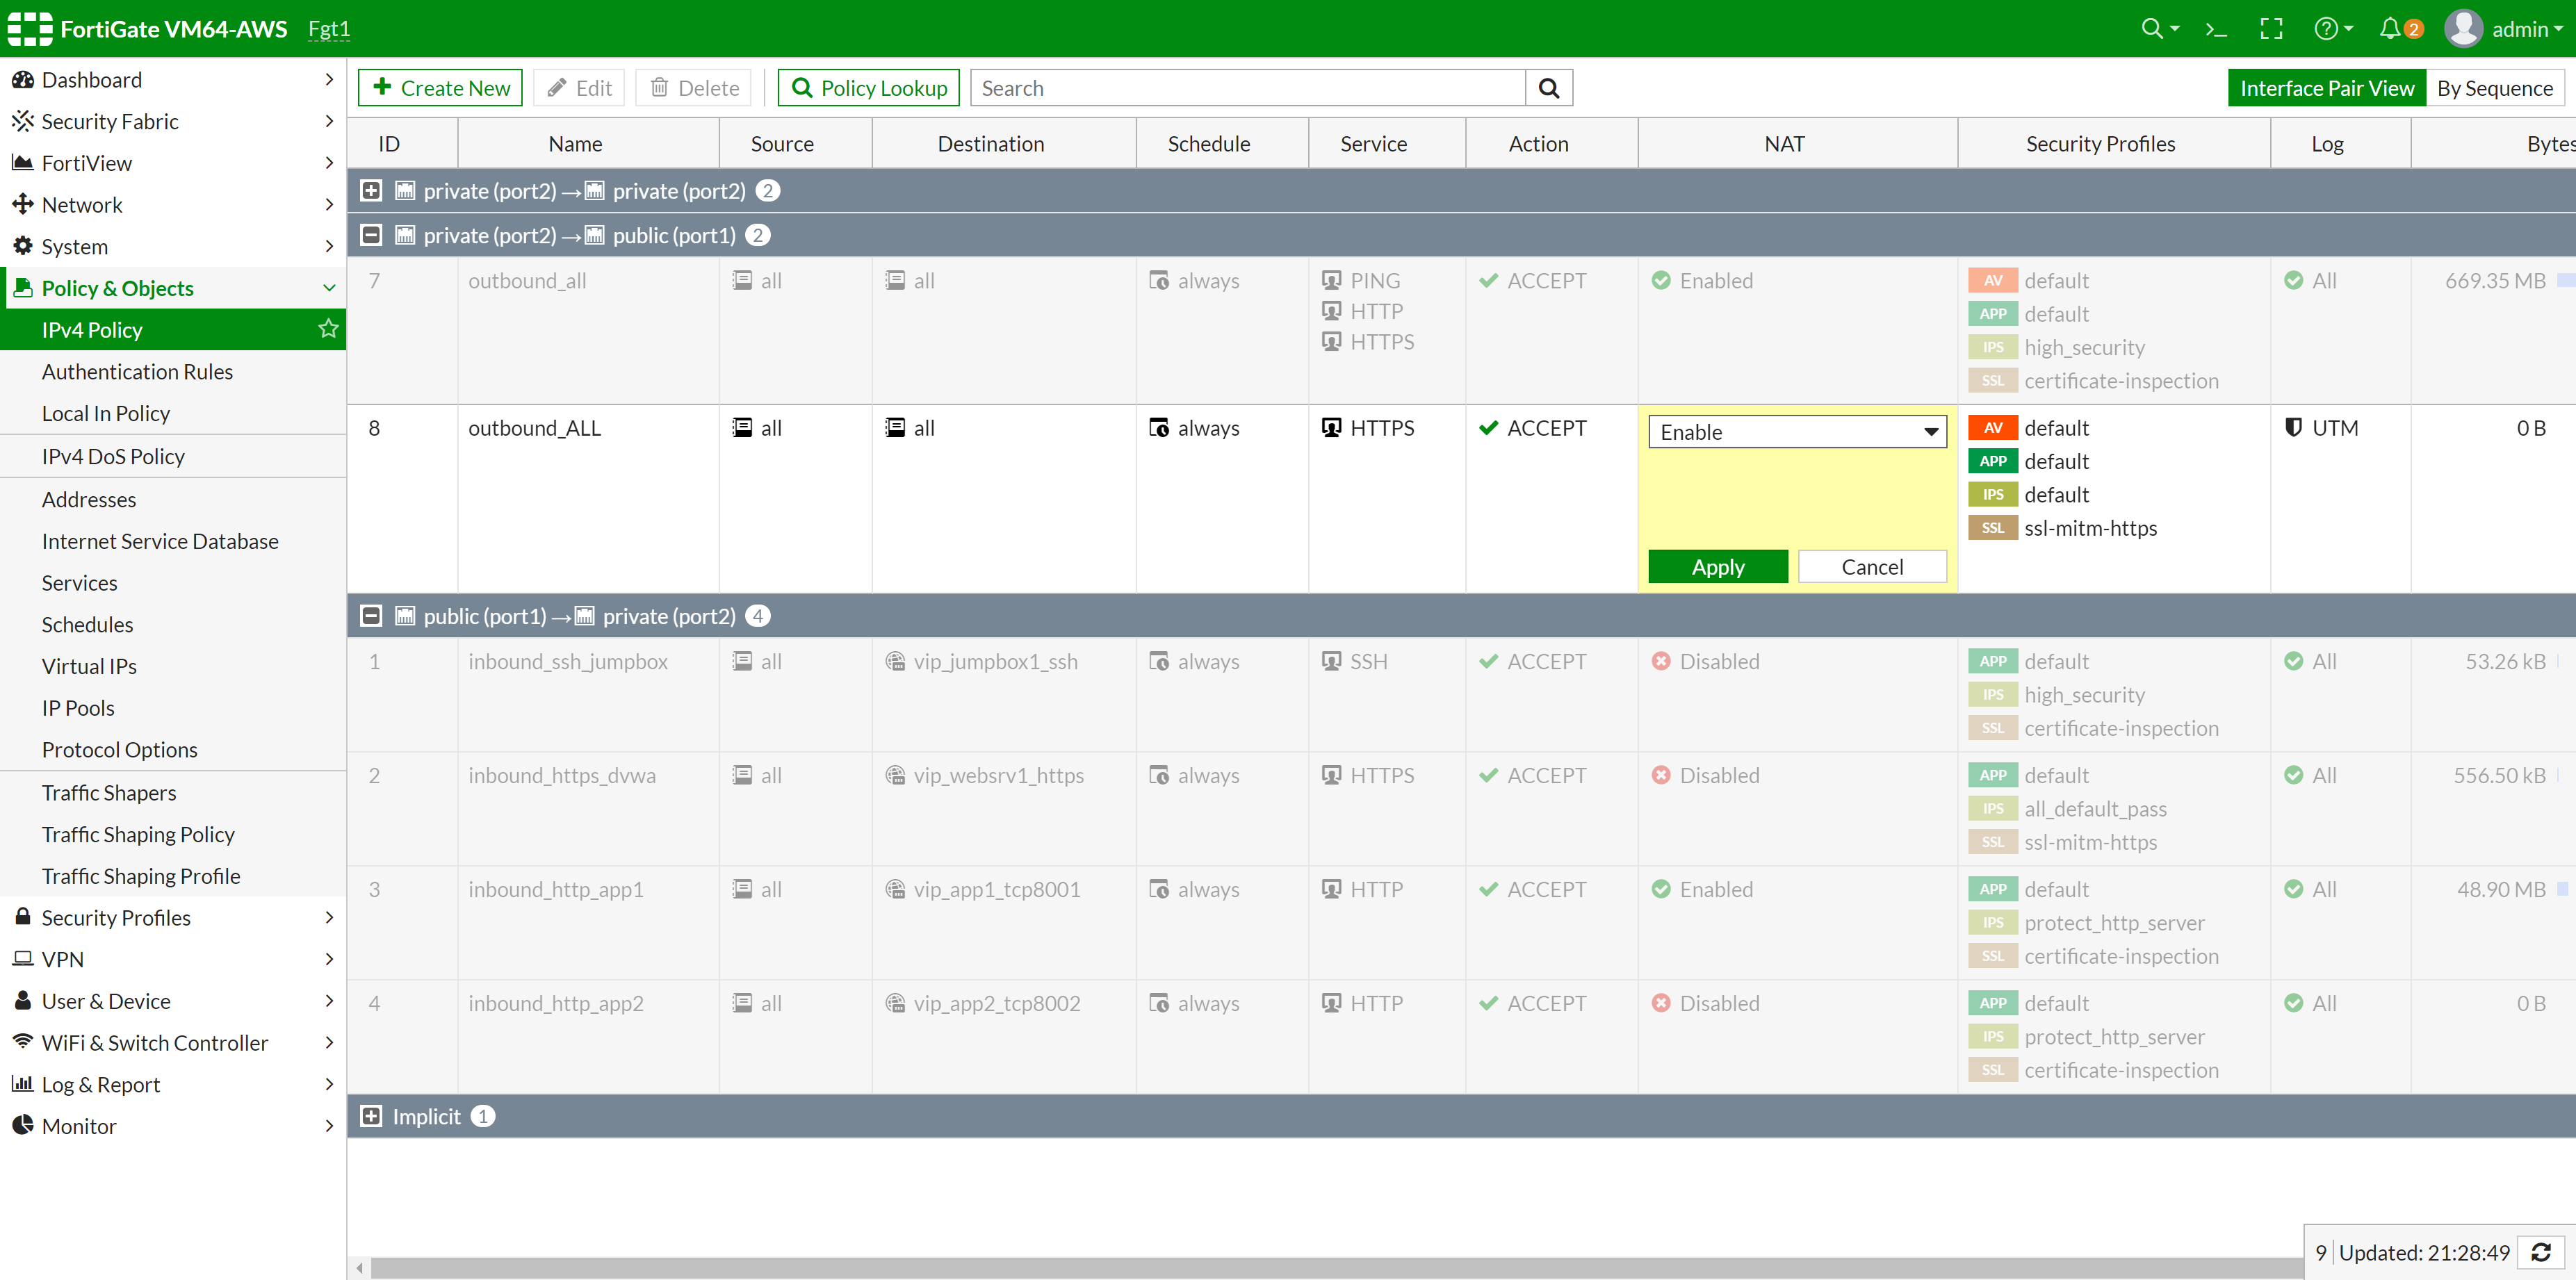 FortiGate VM64-AWS Fgt1 2 admin
Dashboard
Security Fabric
FortiView
Network
System
Policy & Objects
IPv4 Policy
Authentication Rules
Local In Policy
IPv4 DoS Policy
Addresses
Internet Service Database
Services
Schedules
Virtual IPs
IP Pools
Protocol Options
Traffic Shapers
Traffic Shaping Policy
Traffic Shaping Profile
Security Profiles
VPN
User & Device
WiFi & Switch Controller
Log & Report
Monitor
Create New Edit Delete Policy Lookup Search Interface Pair View By Sequence
ID Name Source Destination Schedule Service Action NAT Security Profiles Log Bytes
private (port2) → private (port2) 2
private (port2) → public (port1) 2
7 outbound_all all all always PING ACCEPT Enabled AV default All 669.35 MB
HTTP APP default
HTTPS IPS high_security
SSL certificate-inspection
8 outbound_ALL all all always HTTPS ACCEPT Enable AV default UTM 0 B
APP default
IPS default
SSL ssl-mitm-https
Apply Cancel
public (port1) → private (port2) 4
1 inbound_ssh_jumpbox all vip_jumpbox1_ssh always SSH ACCEPT Disabled APP default All 53.26 kB
IPS high_security
SSL certificate-inspection
2 inbound_https_dvwa all vip_websrv1_https always HTTPS ACCEPT Disabled APP default All 556.50 kB
IPS all_default_pass
SSL ssl-mitm-https
3 inbound_http_app1 all vip_app1_tcp8001 always HTTP ACCEPT Enabled APP default All 48.90 MB
IPS protect_http_server
SSL certificate-inspection
4 inbound_http_app2 all vip_app2_tcp8002 always HTTP ACCEPT Disabled APP default All 0 B
IPS protect_http_server
SSL certificate-inspection
Implicit 1
9 Updated: 21:28:49